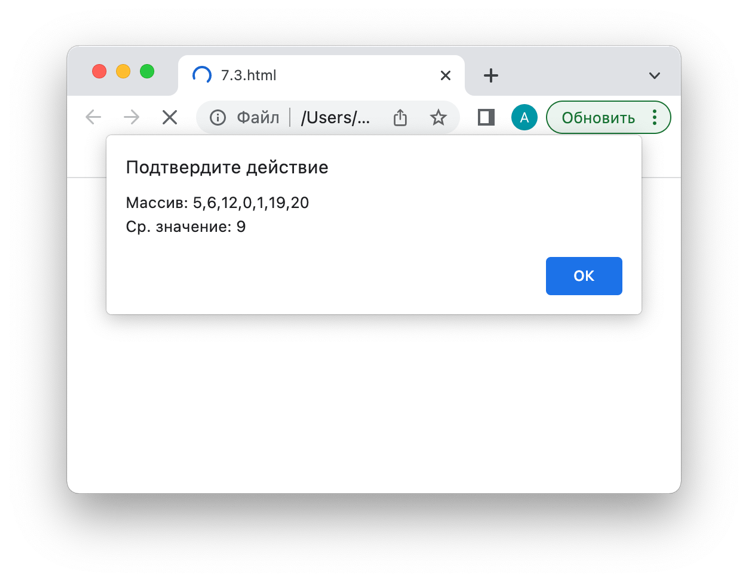 7.3.html
Файл /Users/...
А
Обновить
Подтвердите действие
Массив: 5,6,12,0,1,19,20
Ср. значение: 9
ОК